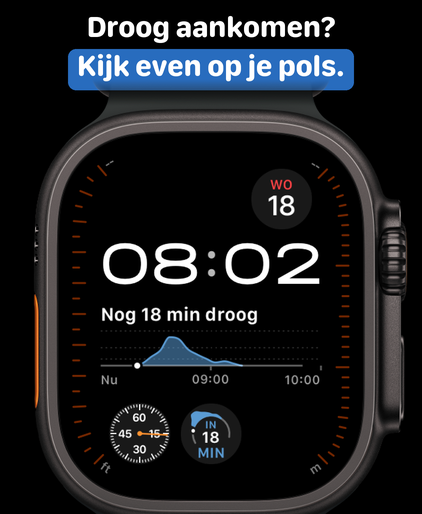 Droog aankomen?
Kijk even op je pols.
WO
18
08:02
Nog 18 min droog
Nu 09:00 10:00
60
45 15
30
IN
18
MIN
ft m